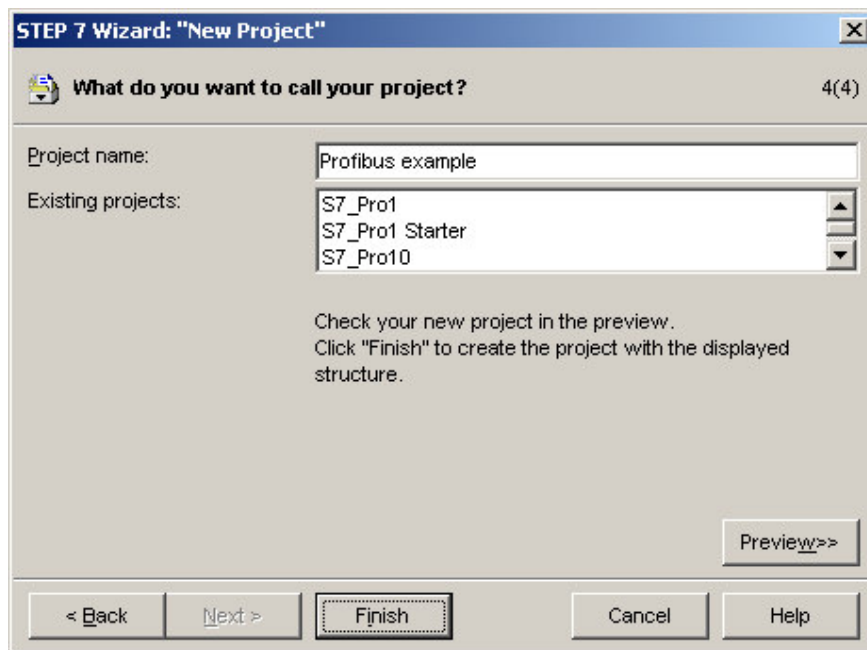 STEP 7 Wizard: "New Project"
What do you want to call your project?
4(4)
Project name:
Profibus example
Existing projects:
S7_Pro1
S7_Pro1 Starter
S7_Pro10
Check your new project in the preview.
Click "Finish" to create the project with the displayed
structure.
Preview>>
< Back
Next >
Finish
Cancel
Help